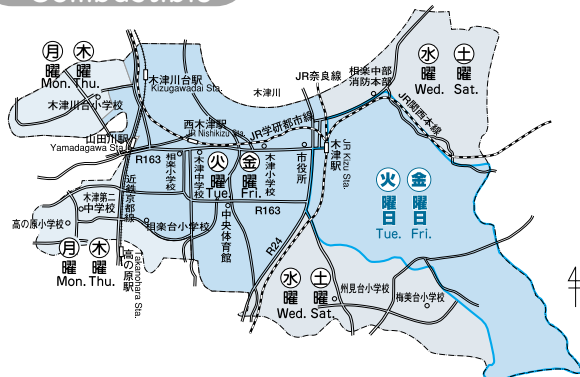 Combustible
月 木
曜 曜
Mon. Thu.
水 土
曜 曜
Wed. Sat.
木津川台駅
Kizugawadai Sta.
木津川
JR奈良線
相楽中部
消防本部
木津川台小学校
西木津駅
JR Nishikizu Sta.
JR学研都市線
JR関西本線
山田川駅
Yamadagawa Sta.
R163
相楽小学校
木津中学校
火 金
曜 曜
Tue. Fri.
木津小学校
市役所
木津駅
JR Kizu Sta.
近鉄京都線
火 金
曜 曜
日 日
Tue. Fri.
木津第二
中学校
高の原小学校
相楽台小学校
中央体育館
R163
R24
月 木
曜 曜
Mon. Thu.
高の原駅
Takanohara Sta.
水 土
曜 曜
Wed. Sat.
州見台小学校
梅美台小学校